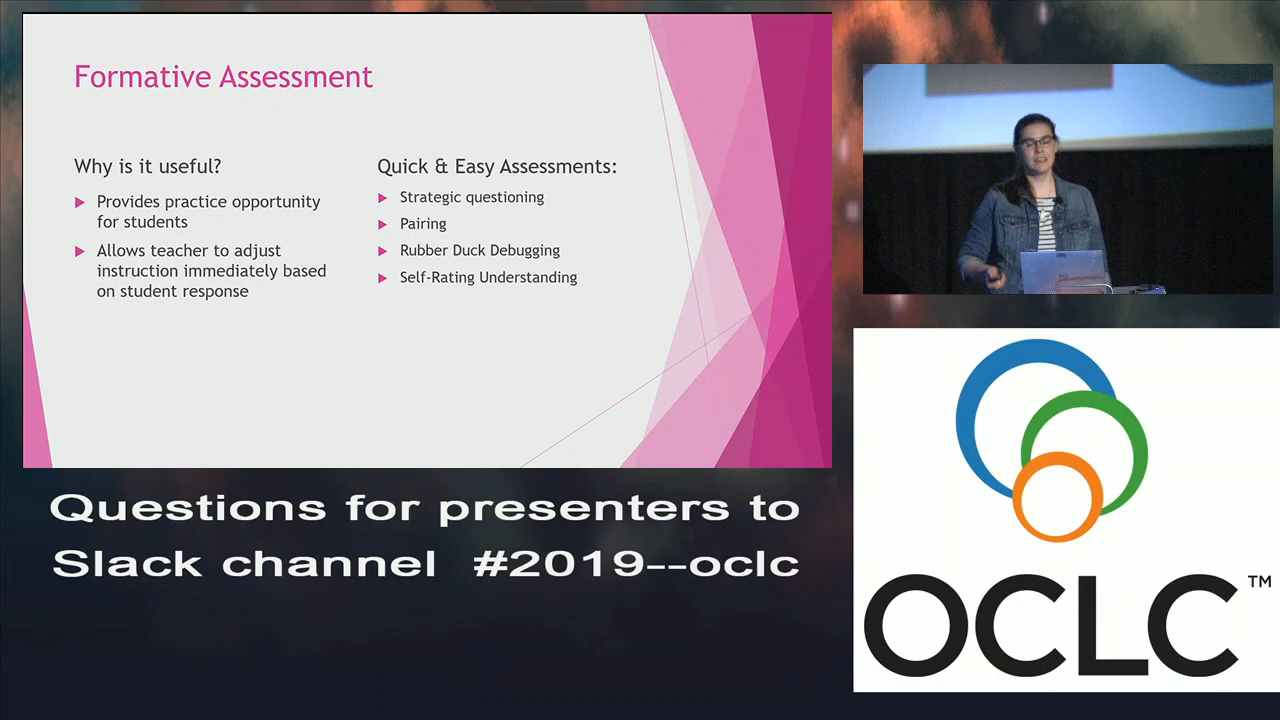 Formative Assessment
Why is it useful?
Provides practice opportunity
for students
Allows teacher to adjust
instruction immediately based
on student response
Quick & Easy Assessments:
Strategic questioning
Pairing
Rubber Duck Debugging
Self-Rating Understanding
Questions for presenters to
Slack channel #2019--oclc
OCLC™